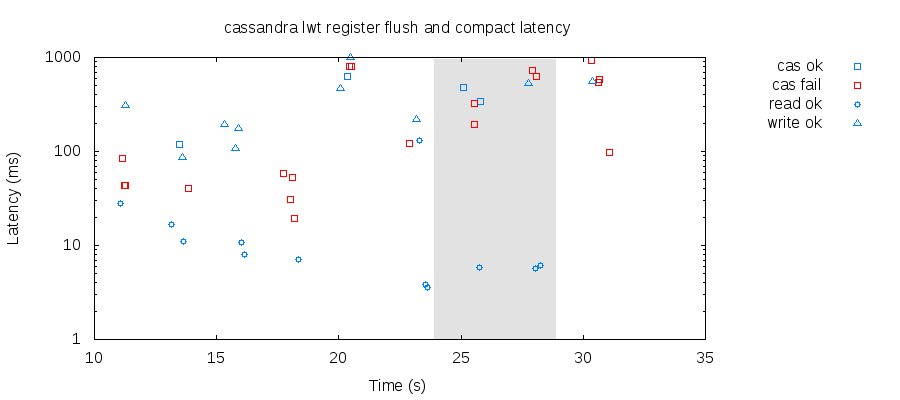 cassandra lwt register flush and compact latency
1000
100
10
1
Latency (ms)
10 15 20 25 30 35
Time (s)
cas ok
cas fail
read ok
write ok